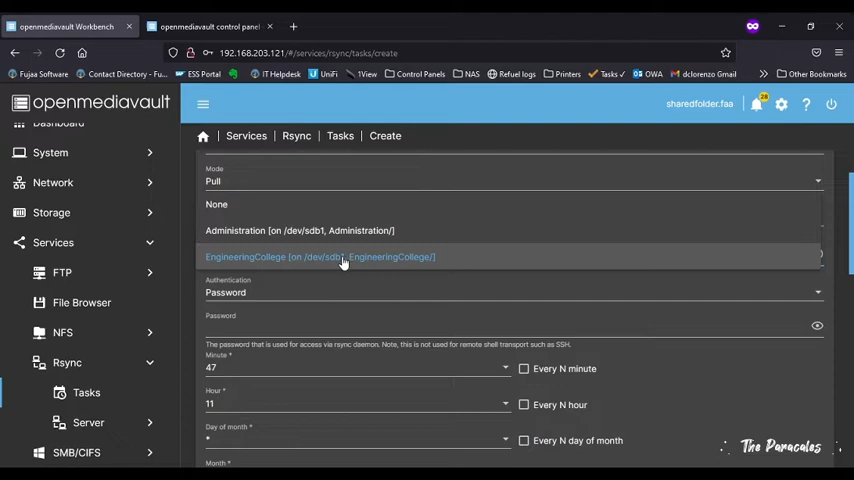 openmediavault Workbench
openmediavault control panel
192.168.203.121/#/services/rsync/tasks/create
Fujaa Software
Contact Directory - Fu...
ESS Portal
IT Helpdesk
UniFi
1View
Control Panels
NAS
Refuel logs
Printers
Tasks ✓
OWA
dclorenzo Gmail
Other Bookmarks
openmediavault
sharedfolder.faa
28
Dashboard
Services | Rsync | Tasks | Create
System
Network
Storage
Services
FTP
File Browser
NFS
Rsync
Tasks
Server
SMB/CIFS
Mode
Pull
None
Administration [on /dev/sdb1, Administration/]
EngineeringCollege [on /dev/sdb1, EngineeringCollege/]
Authentication
Password
Password
The password that is used for access via rsync daemon. Note, this is not used for remote shell transport such as SSH.
Minute *
47
Every N minute
Hour *
11
Every N hour
Day of month *
*
Every N day of month
Month *
The Paracales